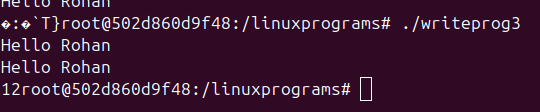 Hello Rohan
�:�`T}root@502d860d9f48:/linuxprograms# ./writeprog3
Hello Rohan
Hello Rohan
12root@502d860d9f48:/linuxprograms#